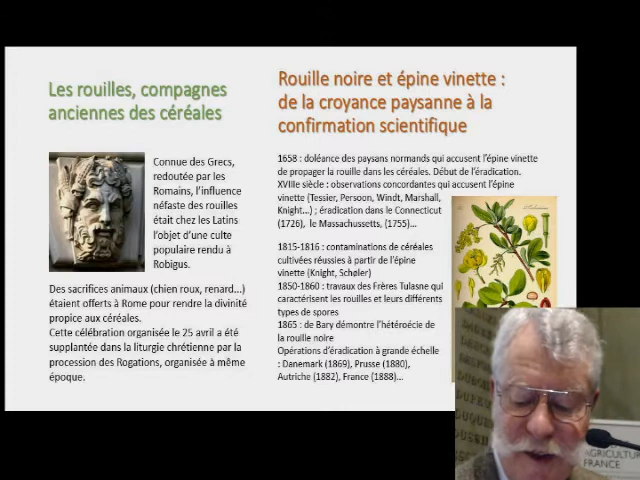 Les rouilles, compagnes
anciennes des céréales
Connue des Grecs,
redoutée par les
Romains, l'influence
néfaste des rouilles
était chez les Latins
l'objet d'une culte
populaire rendu à
Robigus.
Des sacrifices animaux (chien roux, renard...)
étaient offerts à Rome pour rendre la divinité
propice aux céréales.
Cette célébration organisée le 25 avril a été
supplantée dans la liturgie chrétienne par la
procession des Rogations, organisée à même
époque.
Rouille noire et épine vinette :
de la croyance paysanne à la
confirmation scientifique
1658 : doléance des paysans normands qui accusent l'épine vinette
de propager la rouille dans les céréales. Début de l'éradication.
XVIIIe siècle : observations concordantes qui accusent l'épine
vinette (Tessier, Persoon, Windt, Marshall,
Knight...) ; éradication dans le Connecticut
(1726), le Massachussetts, (1755)...
1815-1816 : contaminations de céréales
cultivées réussies à partir de l'épine
vinette (Knight, Schøler)
1850-1860 : travaux des Frères Tulasne qui
caractérisent les rouilles et leurs différents
types de spores
1865 : de Bary démontre l'hétéroécie de
la rouille noire
Opérations d'éradication à grande échelle
: Danemark (1869), Prusse (1880),
Autriche (1882), France (1888)...
AGRICULTU
FRANCE